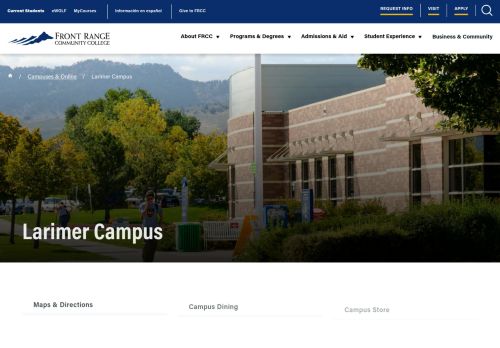 Current Students eWOLF MyCourses Información en español Give to FRCC REQUEST INFO VISIT APPLY
FRONT RANGE
COMMUNITY COLLEGE
About FRCC Programs & Degrees Admissions & Aid Student Experience Business & Community
/ Campuses & Online / Larimer Campus
Larimer Campus
Maps & Directions
Campus Dining
Campus Store